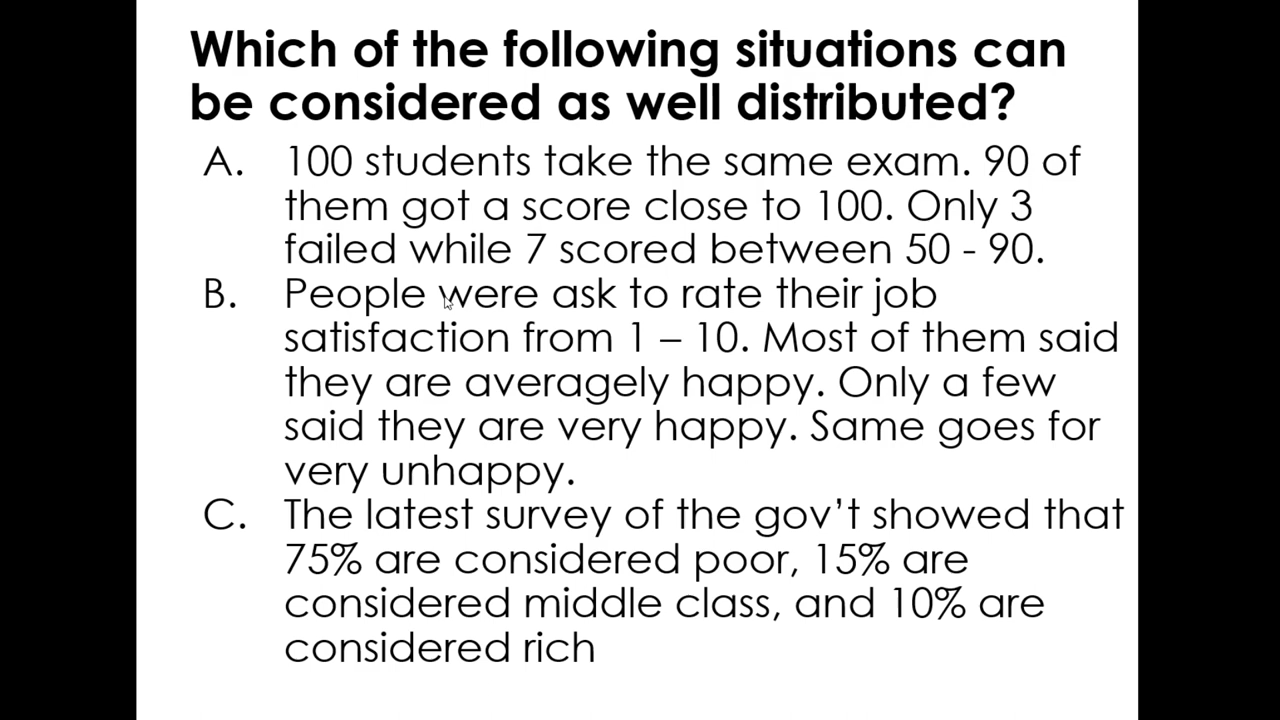 Which of the following situations can
be considered as well distributed?
A. 100 students take the same exam. 90 of
them got a score close to 100. Only 3
failed while 7 scored between 50 - 90.
B. People were ask to rate their job
satisfaction from 1 – 10. Most of them said
they are averagely happy. Only a few
said they are very happy. Same goes for
very unhappy.
C. The latest survey of the gov’t showed that
75% are considered poor, 15% are
considered middle class, and 10% are
considered rich